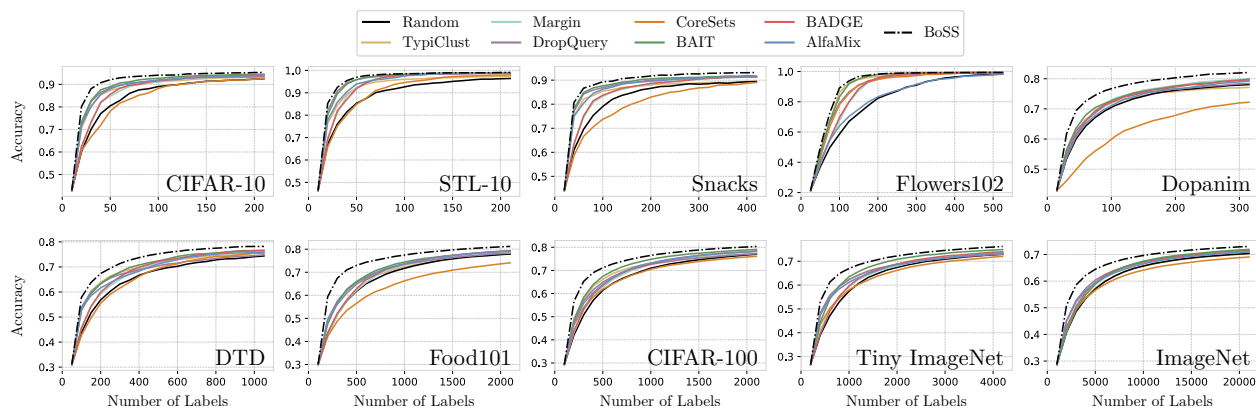 Random Margin CoreSets BADGE BoSS
TypiClust DropQuery BAIT AlfaMix
Accuracy
0.9
0.8
0.7
0.6
0.5
0 50 100 150 200
CIFAR-10
1.0
0.9
0.8
0.7
0.6
0.5
0 50 100 150 200
STL-10
0.9
0.8
0.7
0.6
0.5
0 100 200 300 400
Snacks
1.0
0.8
0.6
0.4
0.2
0 100 200 300 400 500
Flowers102
0.8
0.7
0.6
0.5
0 100 200 300
Dopanim
Accuracy
0.8
0.7
0.6
0.5
0.4
0.3
0 200 400 600 800 1000
DTD
Number of Labels
0.8
0.7
0.6
0.5
0.4
0.3
0 500 1000 1500 2000
Food101
Number of Labels
0.8
0.7
0.6
0.5
0.4
0.3
0 500 1000 1500 2000
CIFAR-100
Number of Labels
0.7
0.6
0.5
0.4
0.3
0 1000 2000 3000 4000
Tiny ImageNet
Number of Labels
0.7
0.6
0.5
0.4
0.3
0 5000 10000 15000 20000
ImageNet
Number of Labels